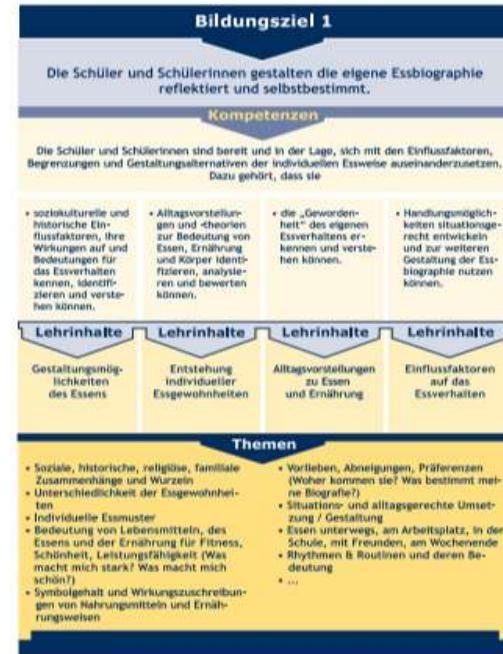 Bildungsziel 1
Die Schüler und Schülerinnen gestalten die eigene Essbiographie
reflektiert und selbstbestimmt.
Kompetenzen
Die Schüler und Schülerinnen sind bereit und in der Lage, sich mit den Einflussfaktoren,
Begrenzungen und Gestaltungsalternativen der individuellen Essweise auseinanderzusetzen.
Dazu gehört, dass sie
• soziokulturelle und
historische Ein-
flussfaktoren, ihre
Wirkungen auf und
Bedeutungen für
das Essverhalten
kennen, identifi-
zieren und verste-
hen können.
• Alltagsvorstellun-
gen und -theorien
zur Bedeutung von
Essen, Ernährung
und Körper identi-
fizieren, analysie-
ren und bewerten
können.
• die „Geworden-
heit" des eigenen
Essverhaltens er-
kennen und verste-
hen können.
• Handlungsmöglich-
keiten situationsge-
recht entwickeln
und zur weiteren
Gestaltung der Ess-
biographie nutzen
können.
Lehrinhalte
Lehrinhalte
Lehrinhalte
Lehrinhalte
Gestaltungsmög-
lichkeiten
des Essens
Entstehung
individueller
Essgewohnheiten
Alltagsvorstellungen
zu Essen
und Ernährung
Einflussfaktoren
auf das
Essverhalten
Themen
• Soziale, historische, religiöse, familiale
Zusammenhänge und Wurzeln
• Unterschiedlichkeit der Essgewohnhei-
ten
• Individuelle Essmuster
• Bedeutung von Lebensmitteln, des
Essens und der Ernährung für Fitness,
Schönheit, Leistungsfähigkeit (Was
macht mich stark? Was macht mich
schön?)
• Symbolgehalt und Wirkungszuschreibun-
gen von Nahrungsmitteln und Ernäh-
rungsweisen
• Vorlieben, Abneigungen, Präferenzen
(Woher kommen sie? Was bestimmt mei-
ne Biografie?)
• Situations- und alltagsgerechte Umset-
zung / Gestaltung
• Essen unterwegs, am Arbeitsplatz, in der
Schule, mit Freunden, am Wochenende
• Rhythmen & Routinen und deren Be-
deutung
• ...